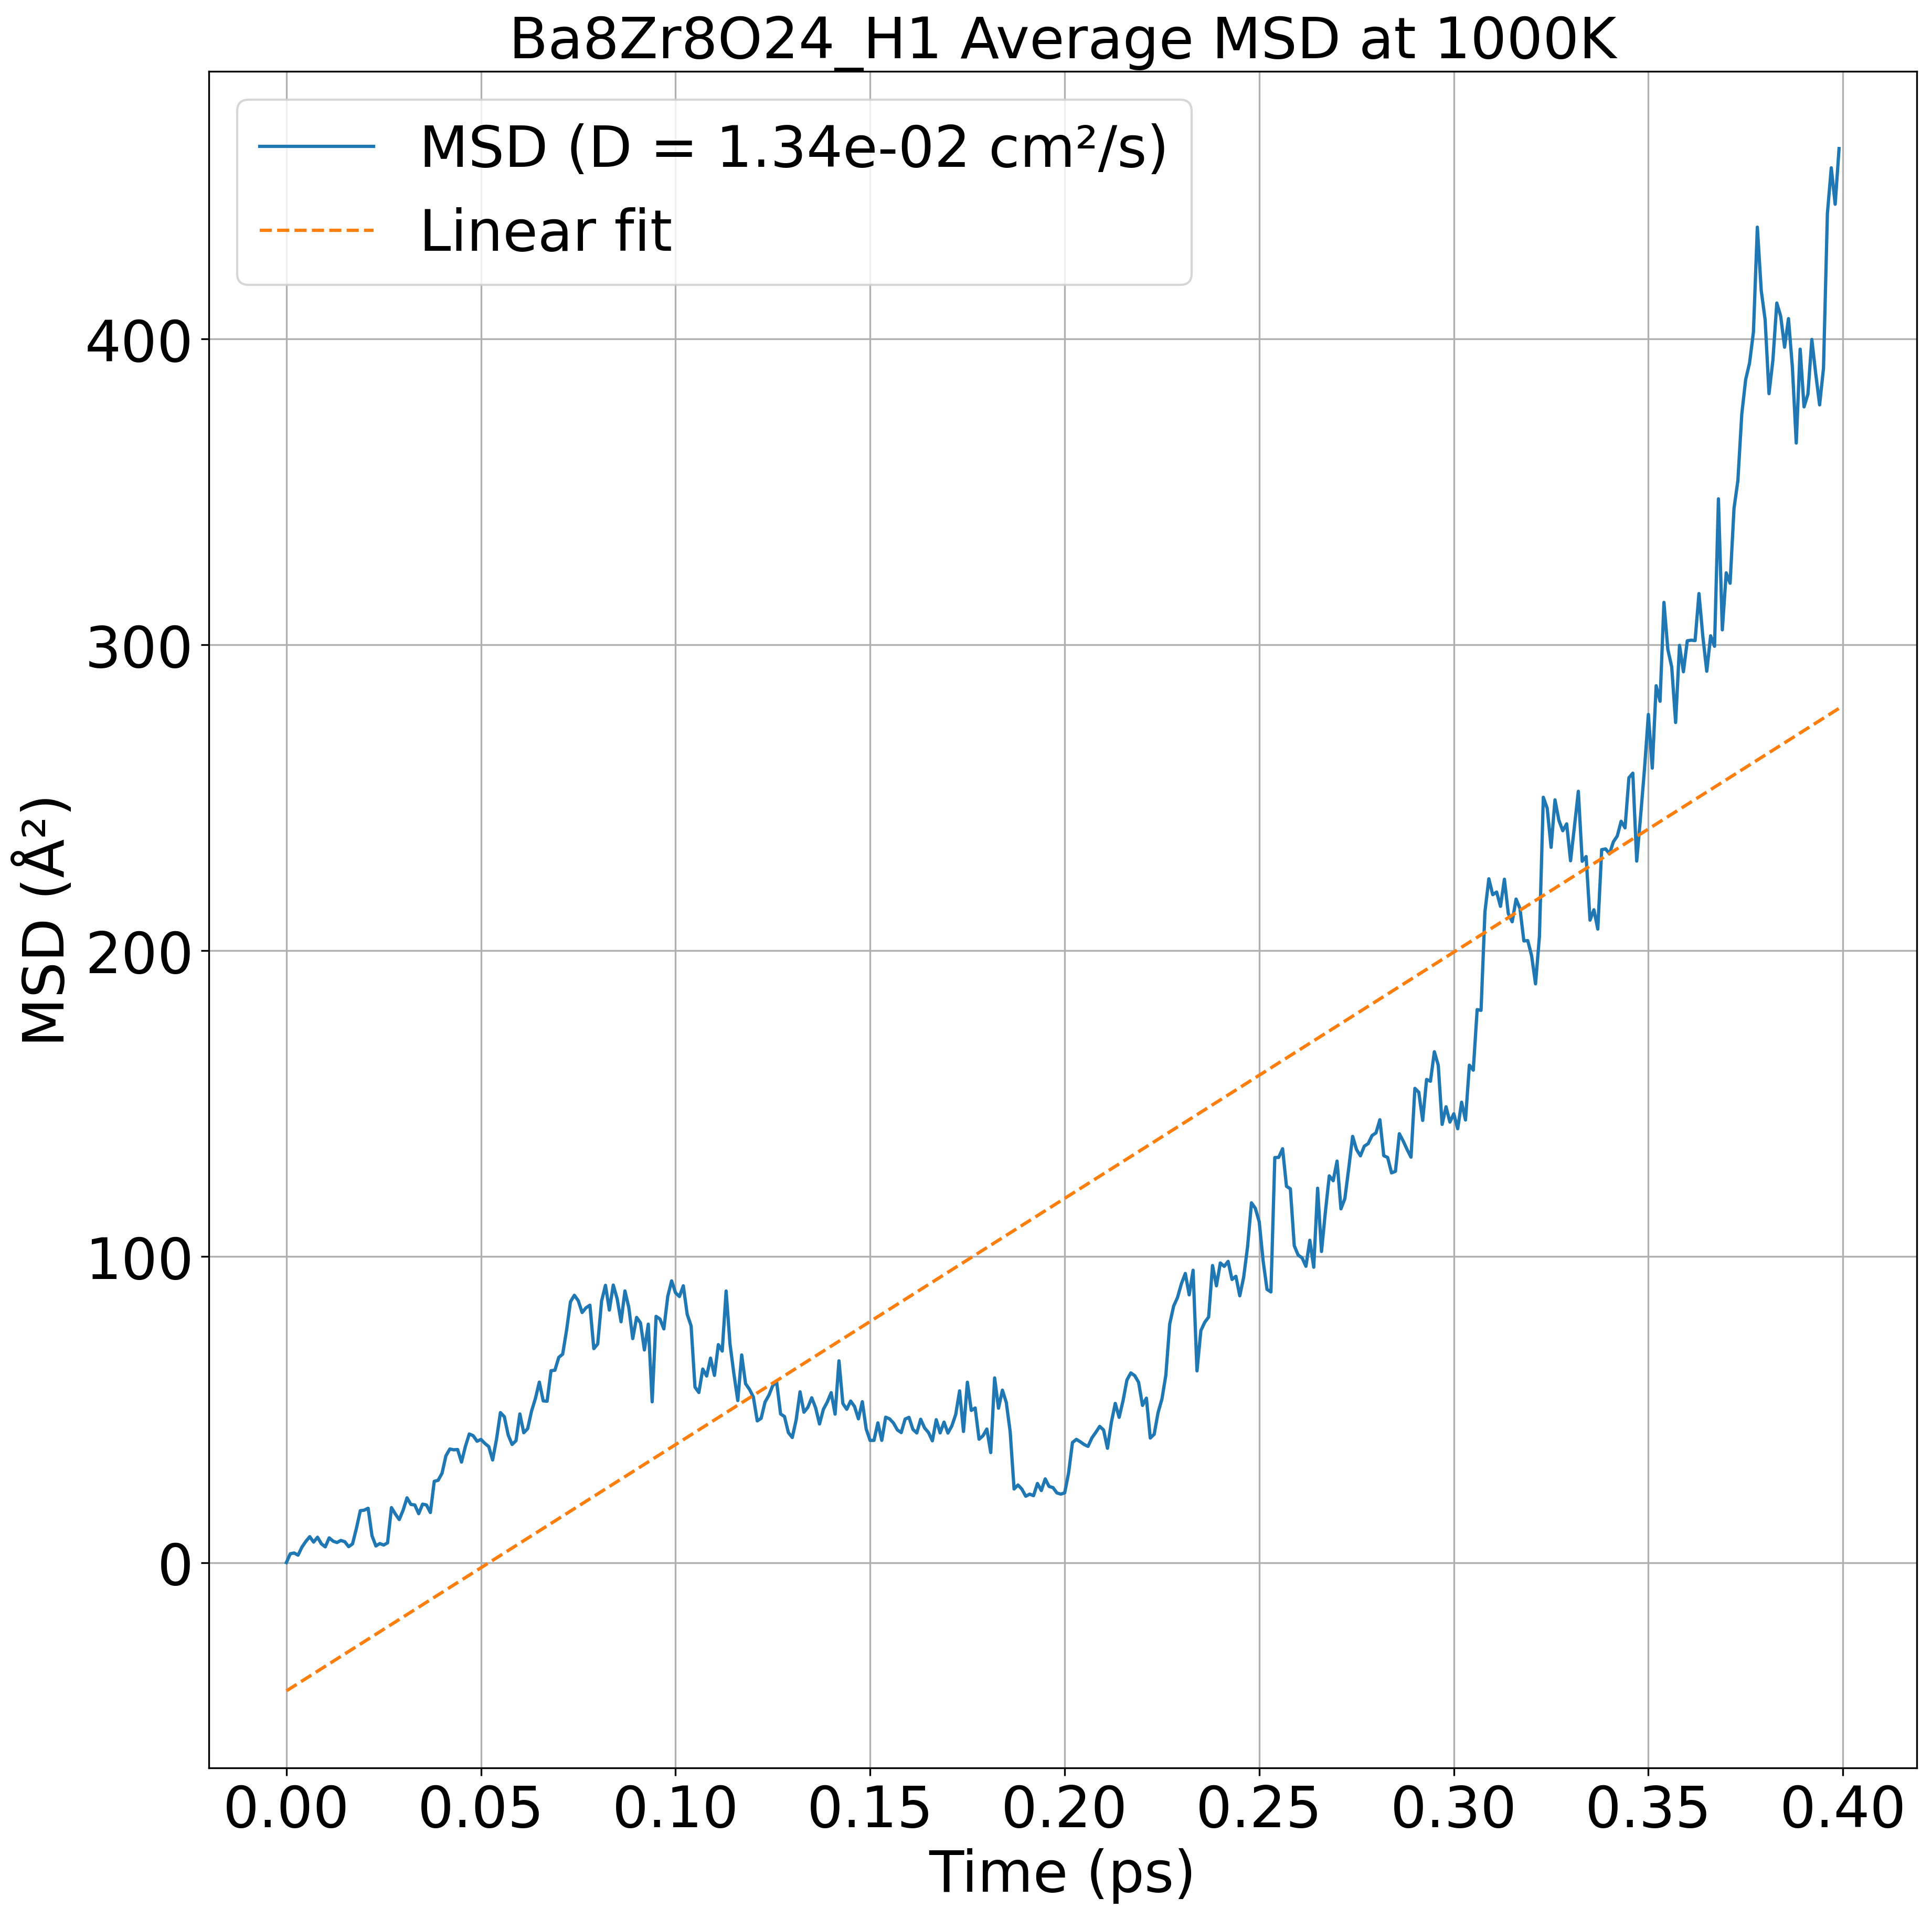 Ba8Zr8O24_H1 Average MSD at 1000K
MSD (D = 1.34e-02 cm²/s)
Linear fit
MSD (Å²)
400
300
200
100
0
0.00 0.05 0.10 0.15 0.20 0.25 0.30 0.35 0.40
Time (ps)